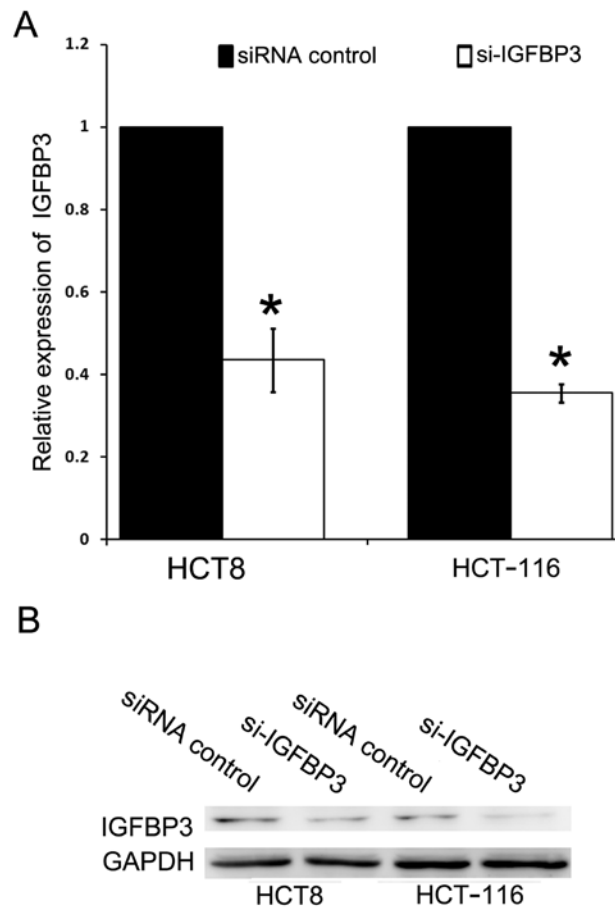 A
1.2
siRNA control
si-IGFBP3
1
0.8
0.6
0.4
0.2
0
Relative expression of IGFBP3
*
*
HCT8
HCT-116
B
siRNA control
si-IGFBP3
siRNA control
si-IGFBP3
IGFBP3
GAPDH
HCT8
HCT-116